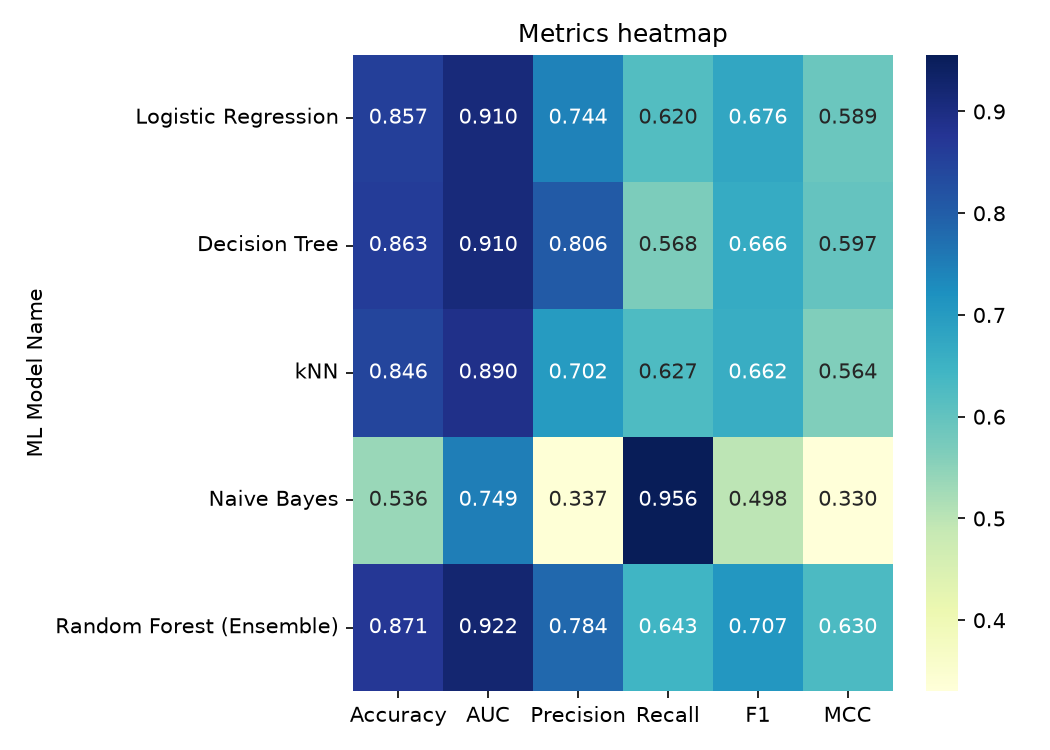 Metrics heatmap
ML Model Name
Logistic Regression 0.857 0.910 0.744 0.620 0.676 0.589
Decision Tree 0.863 0.910 0.806 0.568 0.666 0.597
kNN 0.846 0.890 0.702 0.627 0.662 0.564
Naive Bayes 0.536 0.749 0.337 0.956 0.498 0.330
Random Forest (Ensemble) 0.871 0.922 0.784 0.643 0.707 0.630
Accuracy AUC Precision Recall F1 MCC
0.9
0.8
0.7
0.6
0.5
0.4